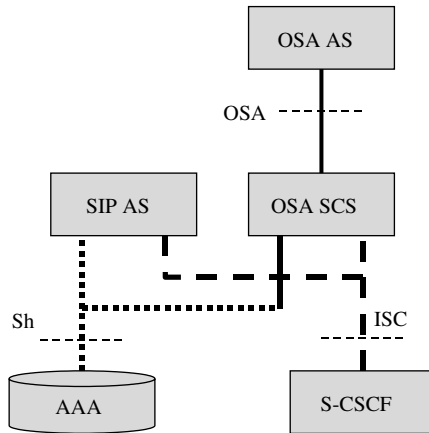 OSA AS
OSA
SIP AS
OSA SCS
Sh
ISC
AAA
S-CSCF